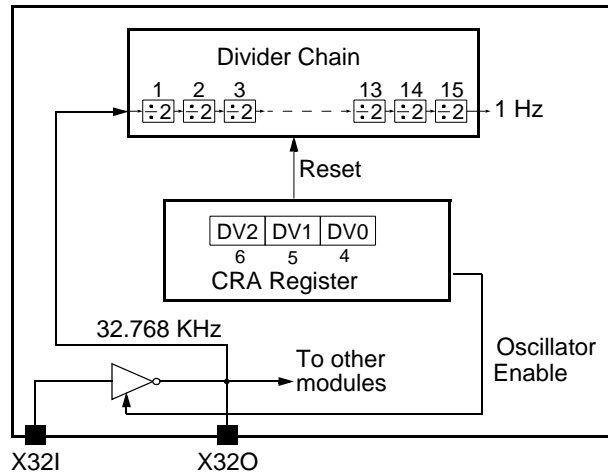 Divider Chain
1 2 3 13 14 15
÷2 ÷2 ÷2 ÷2 ÷2 ÷2 1 Hz
Reset
DV2 DV1 DV0
6 5 4
CRA Register
32.768 KHz
To other
modules
Oscillator
Enable
X32I X32O